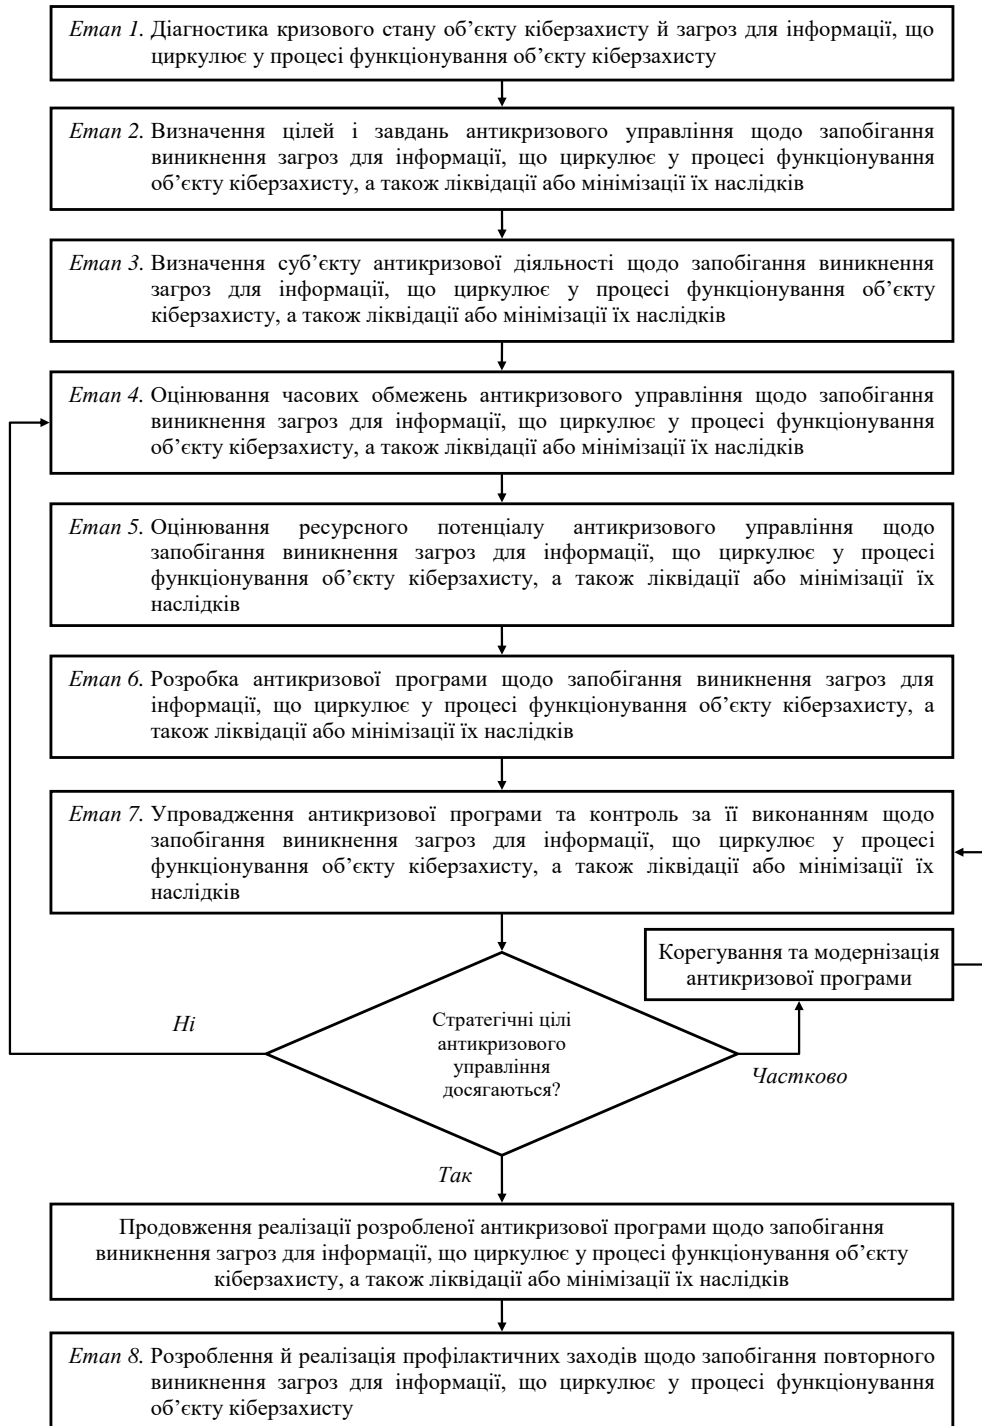 Етап 1. Діагностика кризового стану об’єкту кіберзахисту й загроз для інформації, що
циркулює у процесі функціонування об’єкту кіберзахисту
Етап 2. Визначення цілей і завдань антикризового управління щодо запобігання
виникнення загроз для інформації, що циркулює у процесі функціонування
об’єкту кіберзахисту, а також ліквідації або мінімізації їх наслідків
Етап 3. Визначення суб’єкту антикризової діяльності щодо запобігання виникнення
загроз для інформації, що циркулює у процесі функціонування об’єкту
кіберзахисту, а також ліквідації або мінімізації їх наслідків
Етап 4. Оцінювання часових обмежень антикризового управління щодо запобігання
виникнення загроз для інформації, що циркулює у процесі функціонування
об’єкту кіберзахисту, а також ліквідації або мінімізації їх наслідків
Етап 5. Оцінювання ресурсного потенціалу антикризового управління щодо
запобігання виникнення загроз для інформації, що циркулює у процесі
функціонування об’єкту кіберзахисту, а також ліквідації або мінімізації їх
наслідків
Етап 6. Розробка антикризової програми щодо запобігання виникнення загроз для
інформації, що циркулює у процесі функціонування об’єкту кіберзахисту, а
також ліквідації або мінімізації їх наслідків
Етап 7. Упровадження антикризової програми та контроль за її виконанням щодо
запобігання виникнення загроз для інформації, що циркулює у процесі
функціонування об’єкту кіберзахисту, а також ліквідації або мінімізації їх
наслідків
Корегування та модернізація
антикризової програми
Ні
Стратегічні цілі
антикризового
управління
досягаються?
Частково
Так
Продовження реалізації розробленої антикризової програми щодо запобігання
виникнення загроз для інформації, що циркулює у процесі функціонування об’єкту
кіберзахисту, а також ліквідації або мінімізації їх наслідків
Етап 8. Розроблення й реалізація профілактичних заходів щодо запобігання повторного
виникнення загроз для інформації, що циркулює у процесі функціонування
об’єкту кіберзахисту